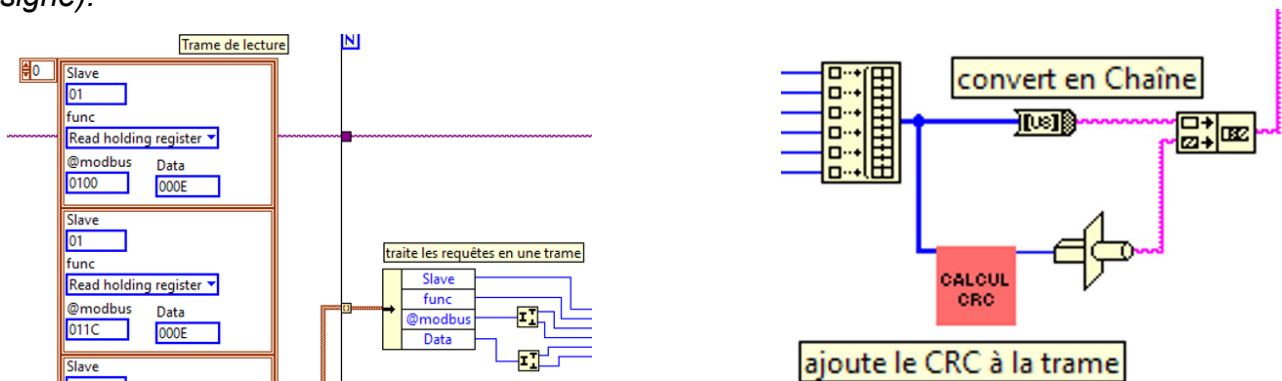 signe).
Trame de lecture
N
0
Slave
01
func
Read holding register
@modbus
Data
0100
000E
Slave
01
func
Read holding register
@modbus
Data
011C
000E
Slave
traite les requêtes en une trame
Slave
func
@modbus
Data
convert en Chaîne
[U8]
CALCUL
CRC
ajoute le CRC à la trame